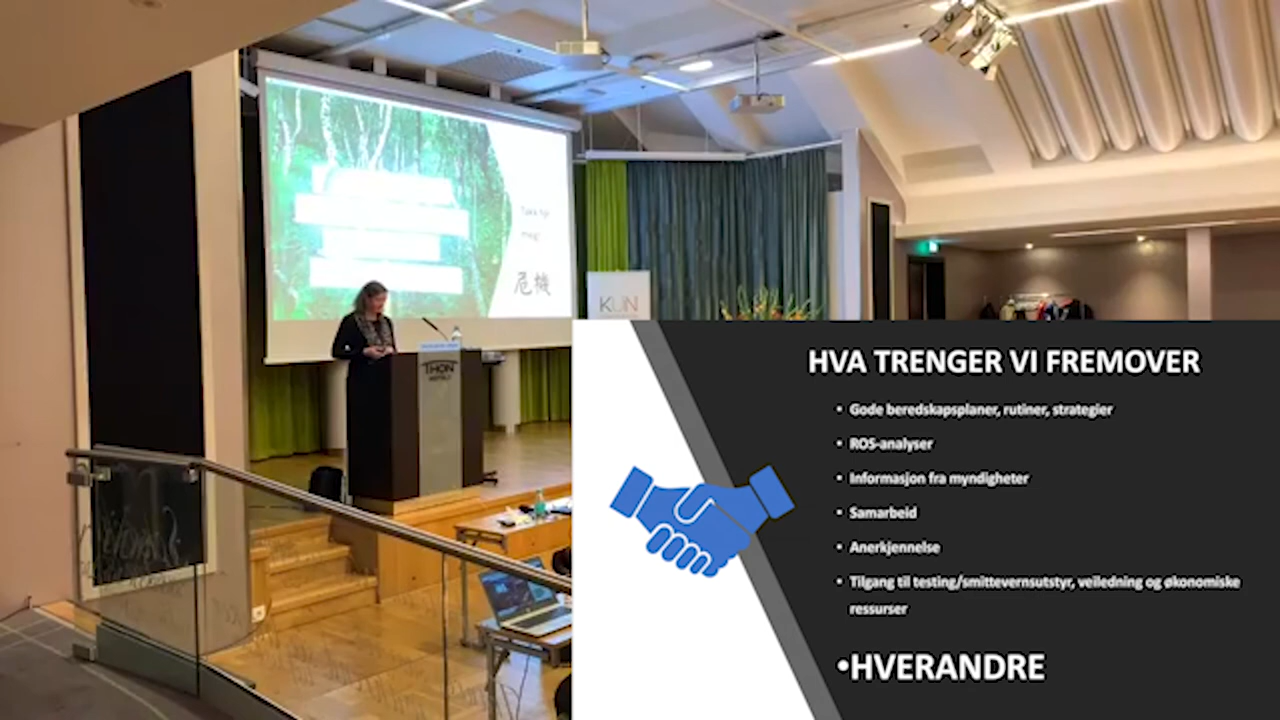 Takk for
meg!
危機
KUN
THON
HOTELS
HVA TRENGER VI FREMOVER
• Gode beredskapsplaner, rutiner, strategier
• ROS-analyser
• Informasjon fra myndigheter
• Samarbeid
• Anerkjennelse
• Tilgang til testing/smittevernsutstyr, veiledning og økonomiske
ressurser
•HVERANDRE